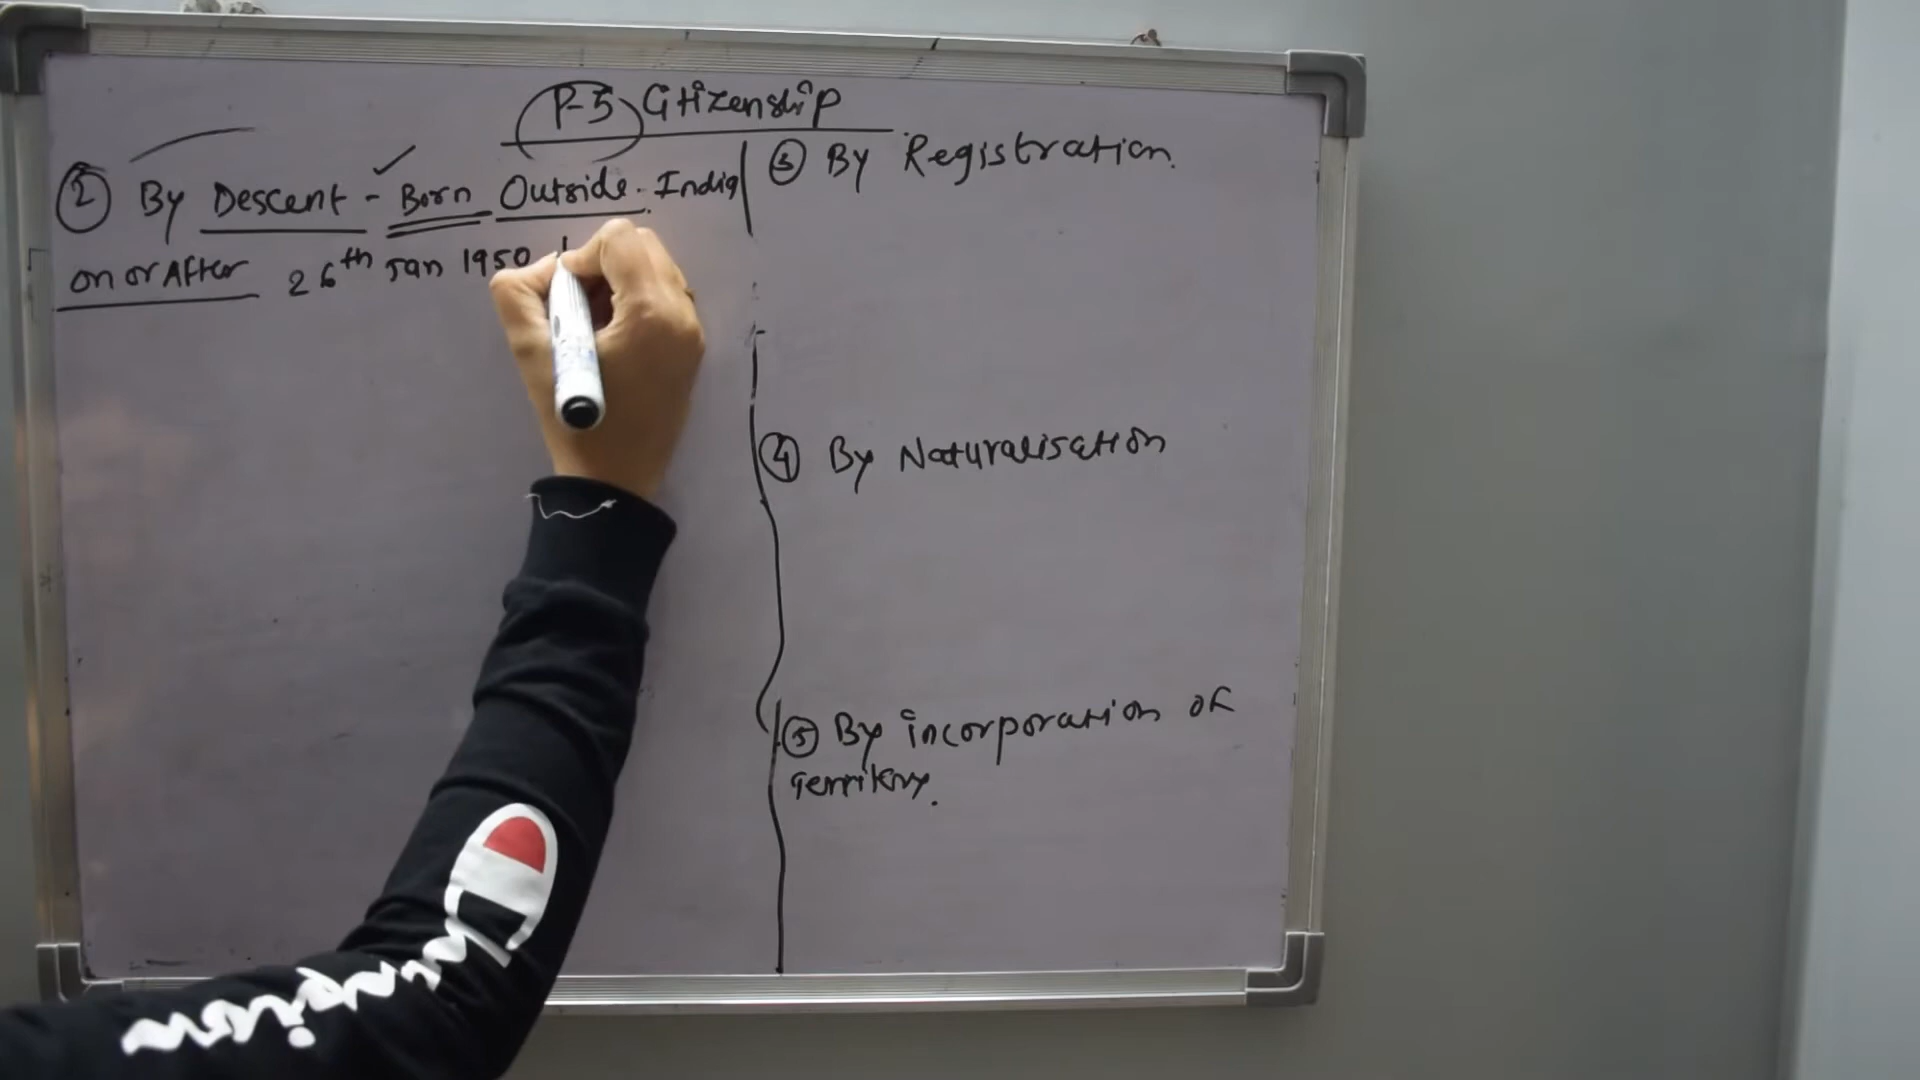 P-5 Citizenship
② By Descent - Born Outside. India
on or After 26th Jan 1950
③ By Registration.
④ By Naturalisation
⑤ By incorporation of
Territory.
Champion